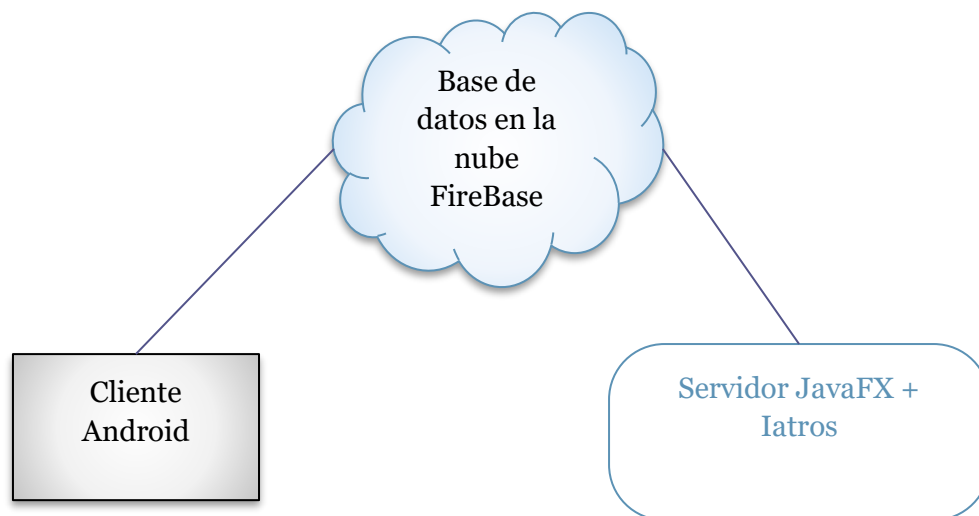 Base de
datos en la
nube
FireBase
Cliente
Android
Servidor JavaFX +
Iatros